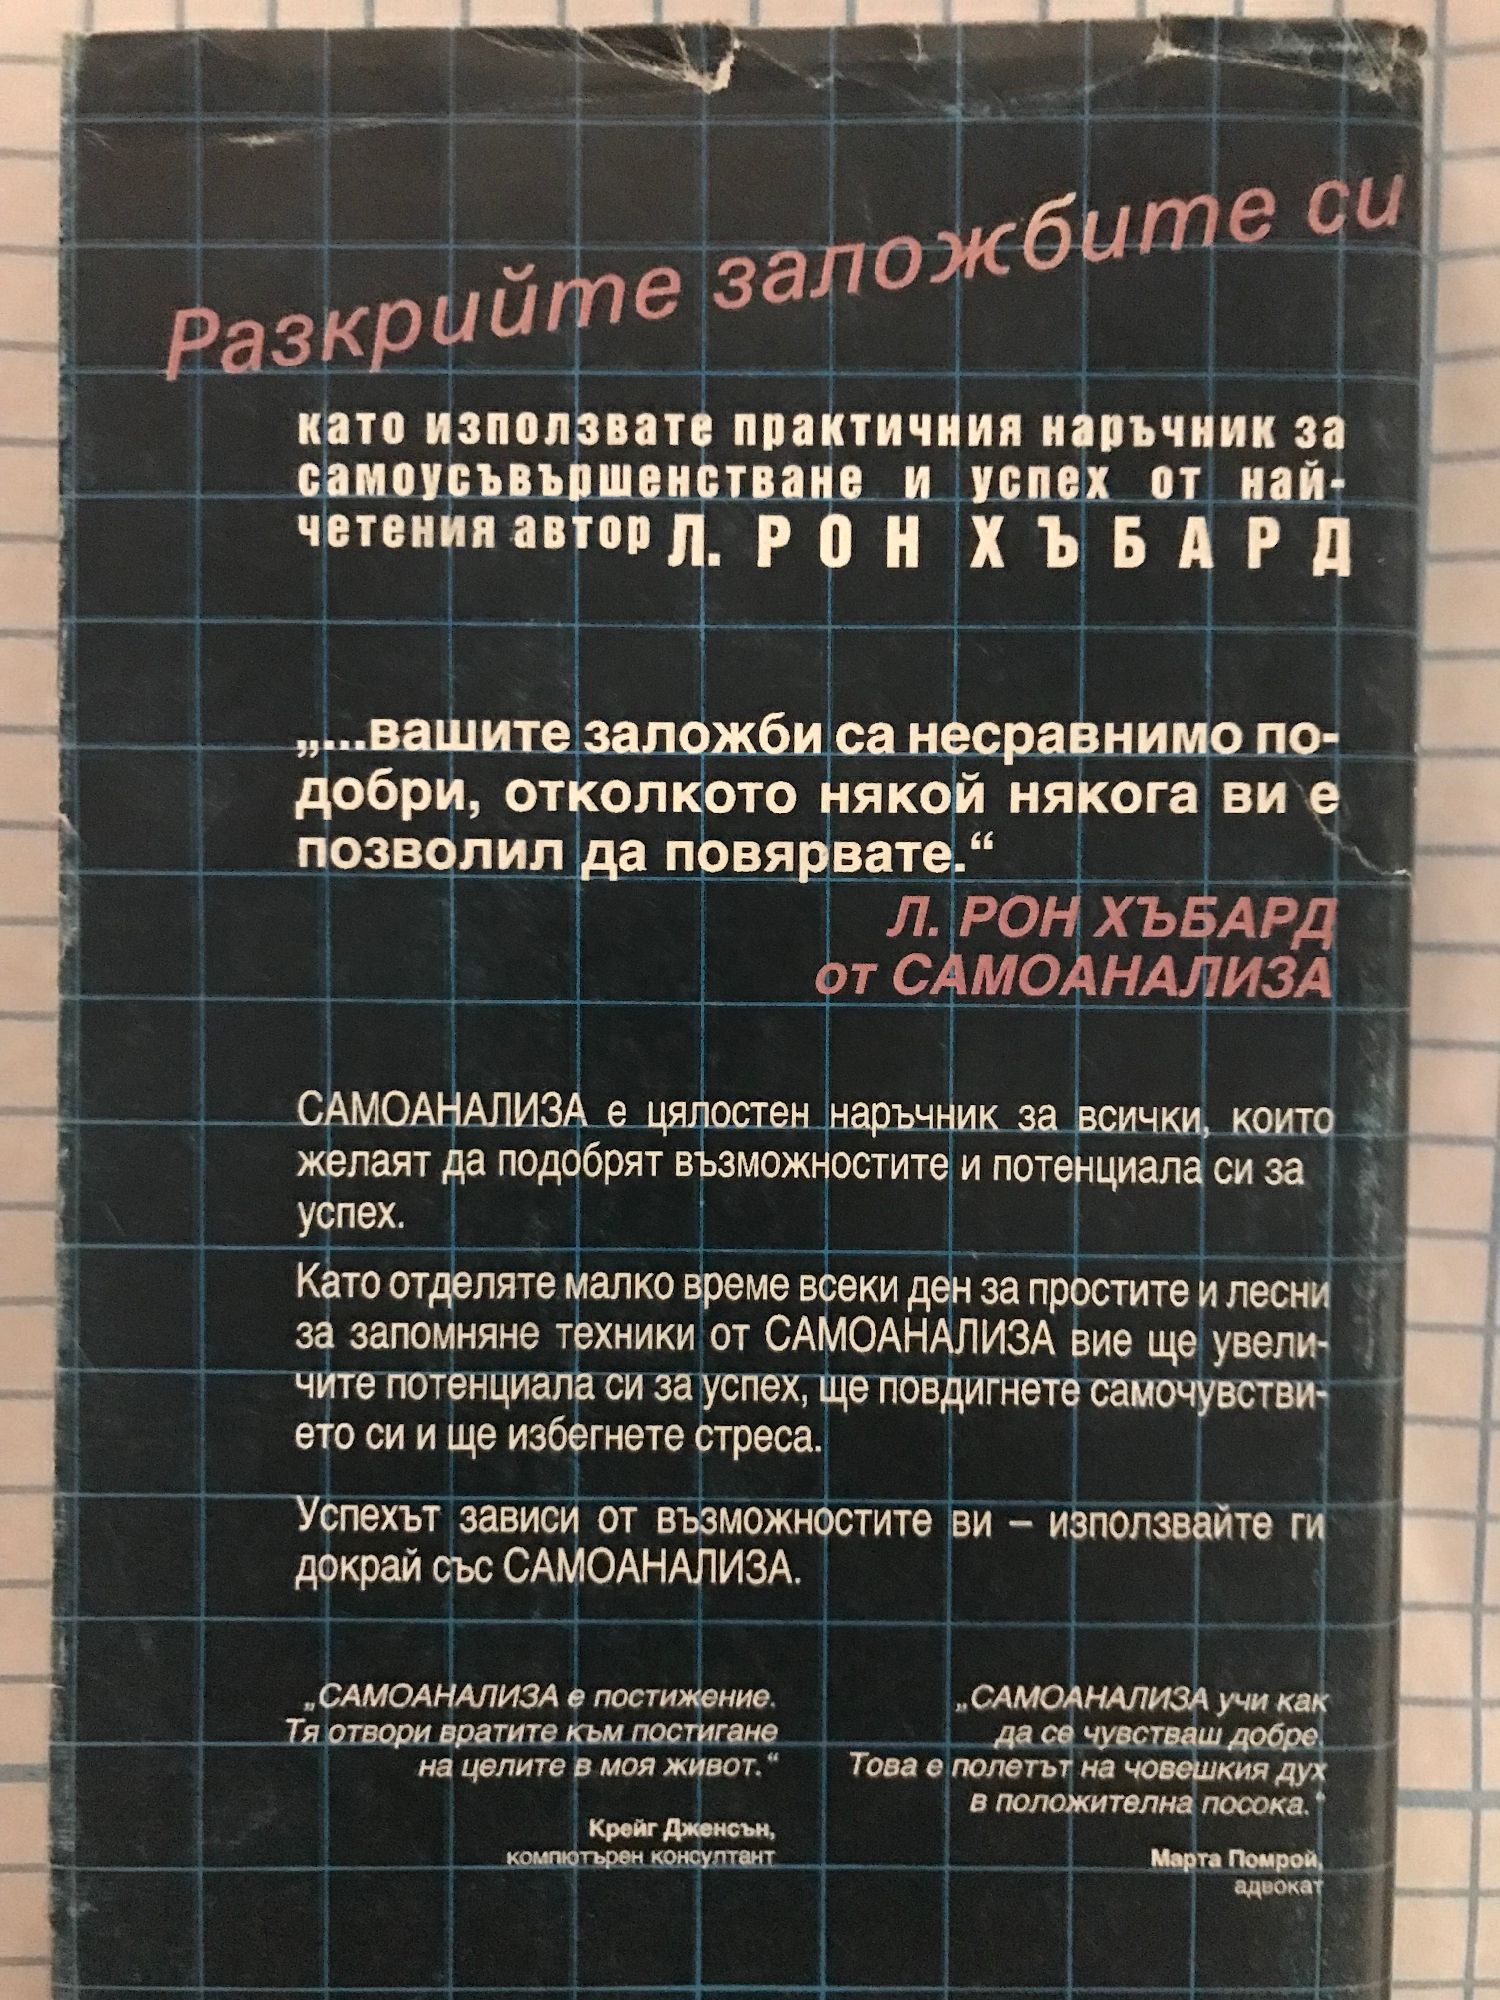 Разкрийте заложбите си
като използвате практичния наръчник за
самоусъвършенстване и успех от най-
четения автор Л. РОН ХЪБАРД
„...вашите заложби са несравнимо по-
добри, отколкото някой някога ви е
позволил да повярвате.“
Л. РОН ХЪБАРД
от САМОАНАЛИЗА
САМОАНАЛИЗА е цялостен наръчник за всички, които
желаят да подобрят възможностите и потенциала си за
успех.
Като отделяте малко време всеки ден за простите и лесни
за запомняне техники от САМОАНАЛИЗА вие ще увели-
чите потенциала си за успех, ще повдигнете самочувстви-
ето си и ще избегнете стреса.
Успехът зависи от възможностите ви – използвайте ги
докрай със САМОАНАЛИЗА.
„САМОАНАЛИЗА е постижение.
Тя отвори вратите към постигане
на целите в моя живот.“
Крейг Дженсън,
компютърен консултант
„САМОАНАЛИЗА учи как
да се чувстваш добре.
Това е полетът на човешкия дух
в положителна посока.“
Марта Помрой,
адвокат